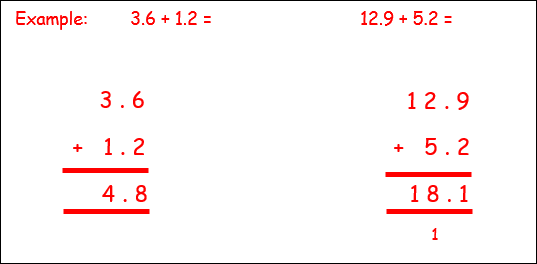 Example: 3.6 + 1.2 = 12.9 + 5.2 =
3.6 12.9
+ 1.2 + 5.2
4.8 18.1
1